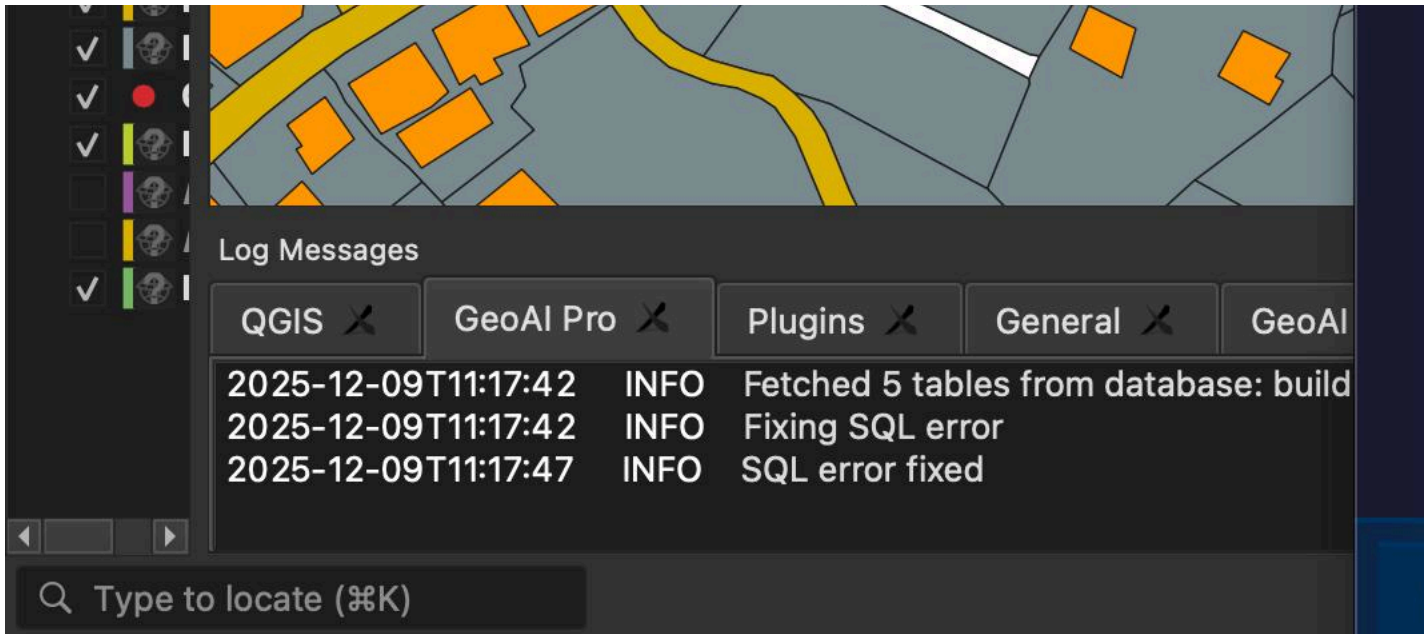 Log Messages
QGIS GeoAI Pro Plugins General GeoAI
2025-12-09T11:17:42 INFO Fetched 5 tables from database: build
2025-12-09T11:17:42 INFO Fixing SQL error
2025-12-09T11:17:47 INFO SQL error fixed
Type to locate (⌘K)